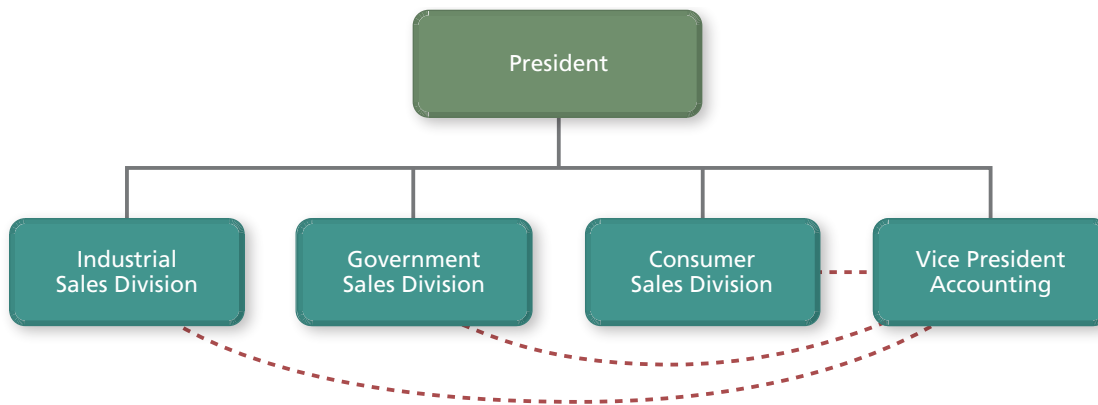 President
Industrial
Sales Division
Government
Sales Division
Consumer
Sales Division
Vice President
Accounting